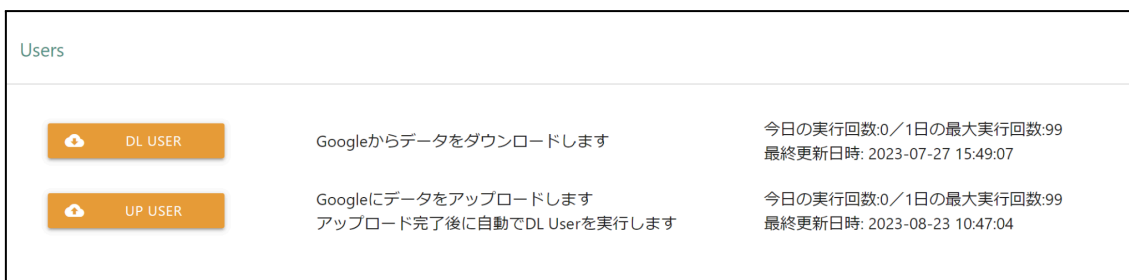 Users
DL USER
Googleからデータをダウンロードします
今日の実行回数:0／1日の最大実行回数:99
最終更新日時: 2023-07-27 15:49:07
UP USER
Googleにデータをアップロードします
アップロード完了後に自動でDL Userを実行します
今日の実行回数:0／1日の最大実行回数:99
最終更新日時: 2023-08-23 10:47:04